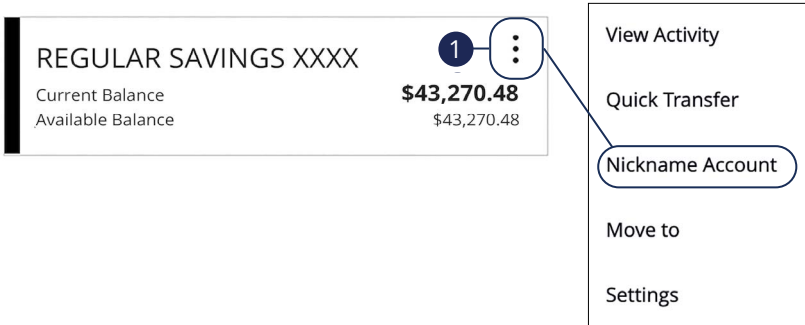 REGULAR SAVINGS XXXX
1
Current Balance $43,270.48
Available Balance $43,270.48
View Activity
Quick Transfer
Nickname Account
Move to
Settings